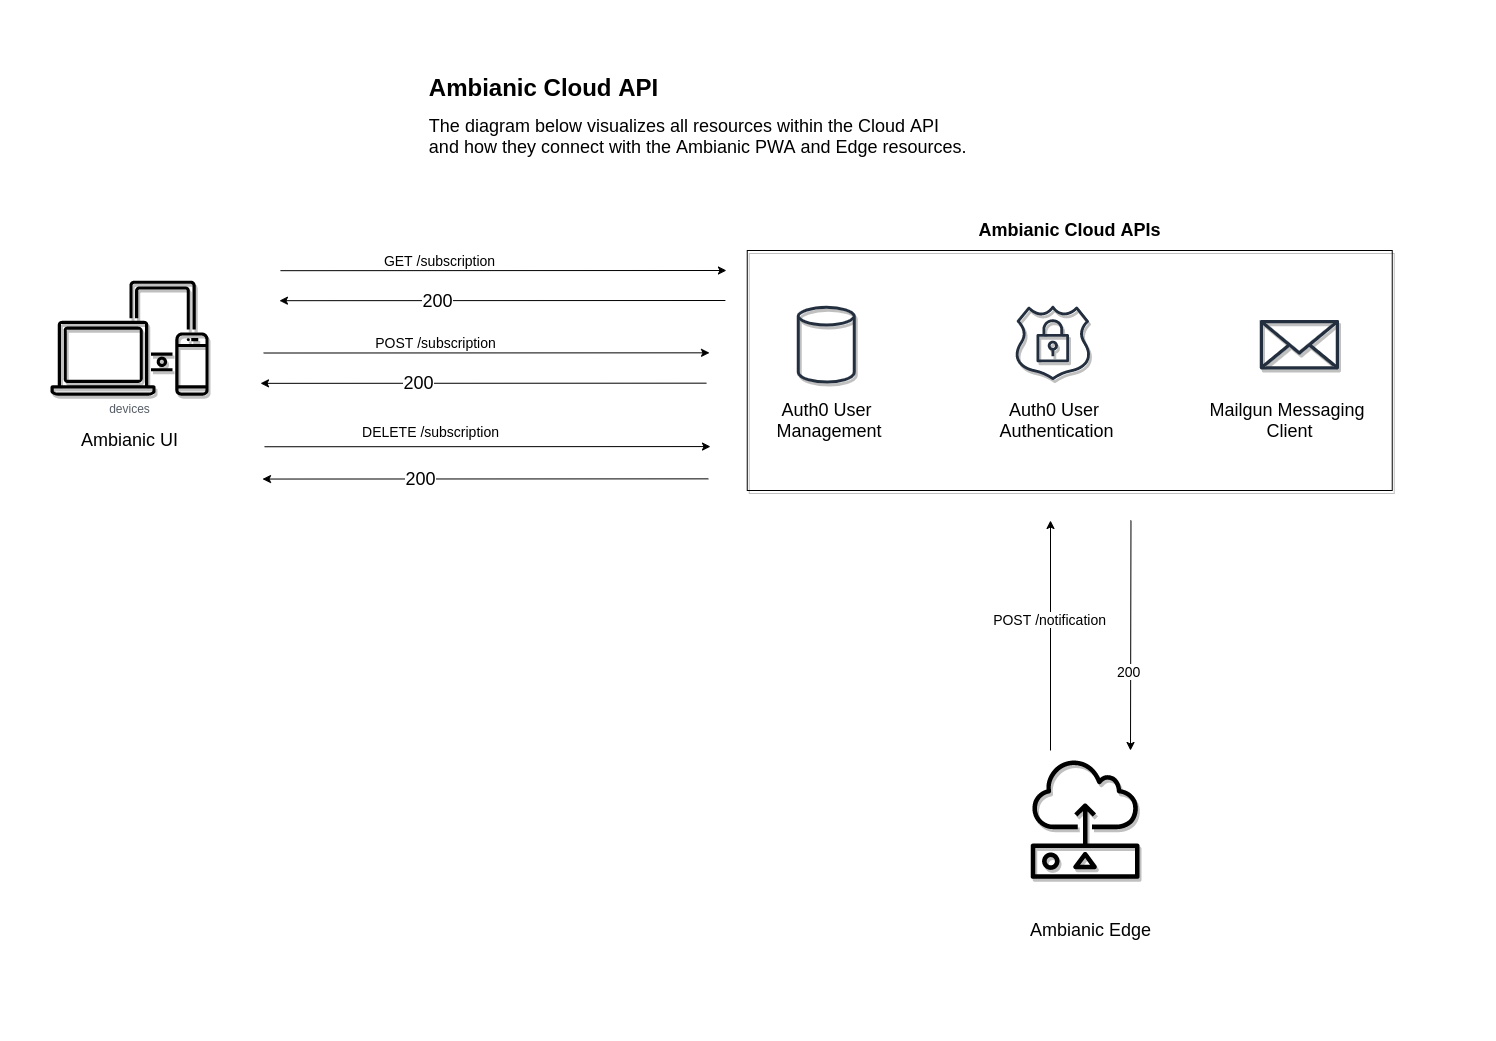 Ambianic Cloud API
The diagram below visualizes all resources within the Cloud API
and how they connect with the Ambianic PWA and Edge resources.
Ambianic Cloud APIs
GET /subscription
200
POST /subscription
200
DELETE /subscription
200
devices
Ambianic UI
Auth0 User
Management
Auth0 User
Authentication
Mailgun Messaging
Client
POST /notification
200
Ambianic Edge